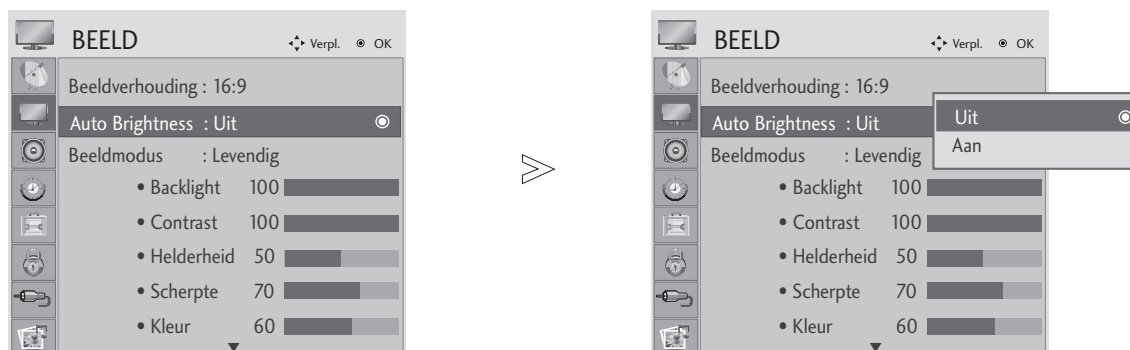 BEELD Verpl. OK
Beeldverhouding : 16:9
Auto Brightness : Uit
Beeldmodus : Levendig
• Backlight 100
• Contrast 100
• Helderheid 50
• Scherpte 70
• Kleur 60
BEELD Verpl. OK
Beeldverhouding : 16:9
Auto Brightness : Uit
Beeldmodus : Levendig
• Backlight 100
• Contrast 100
• Helderheid 50
• Scherpte 70
• Kleur 60
Uit
Aan